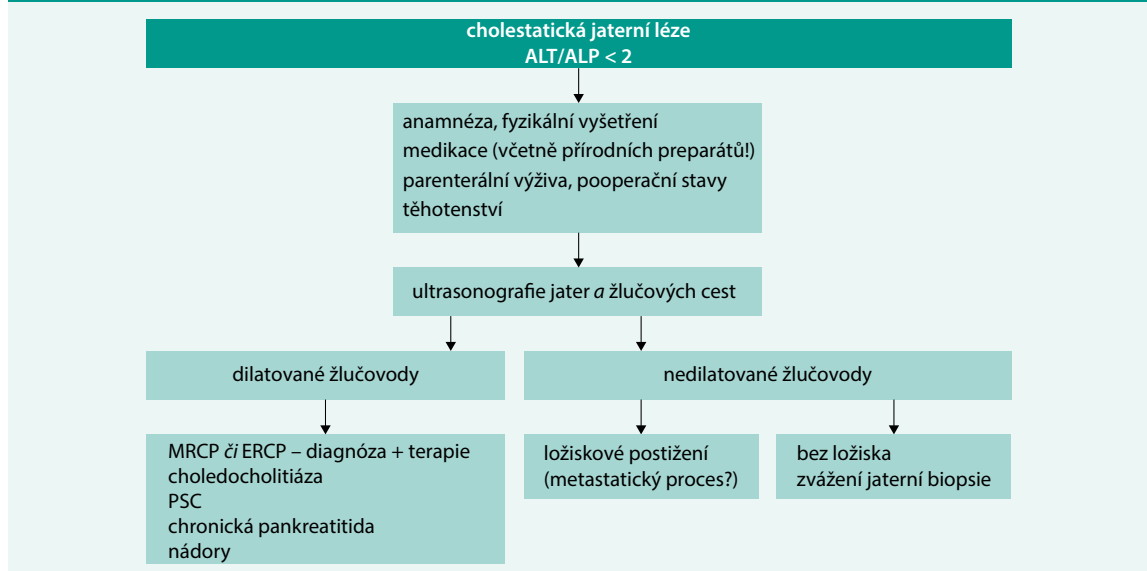 cholestatická jaterní léze
ALT/ALP < 2
anamnéza, fyzikální vyšetření
medikace (včetně přírodních preparátů!)
parenterální výživa, pooperační stavy
těhotenství
ultrasonografie jater a žlučových cest
dilatované žlučovody
nedilatované žlučovody
MRCP či ERCP – diagnóza + terapie
choledocholitiáza
PSC
chronická pankreatitida
nádory
ložiskové postižení
(metastatický proces?)
bez ložiska
zvážení jaterní biopsie